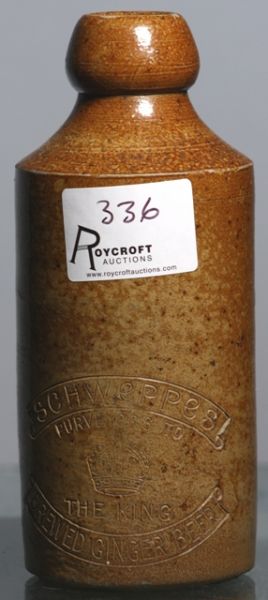 336
ROYCROFT
AUCTIONS
www.roycroftauctions.com
SCHWEPPES
PURVEYORS TO
THE KING
BREWED GINGER BEER